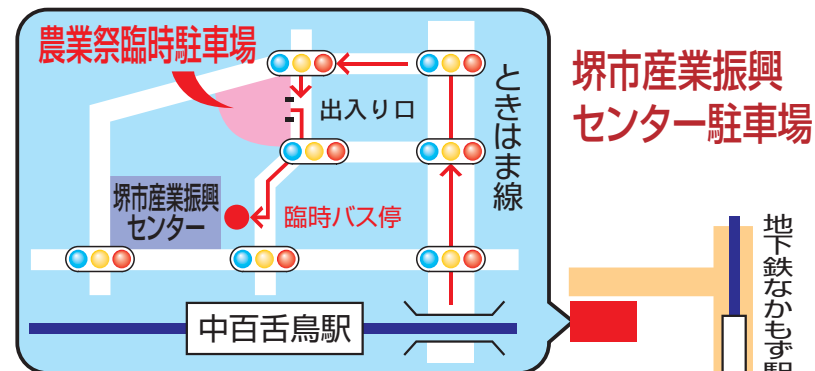 農業祭臨時駐車場
出入り口
ときはま線
堺市産業振興
センター
臨時バス停
中百舌鳥駅
堺市産業振興
センター駐車場
地下鉄なかもず駅